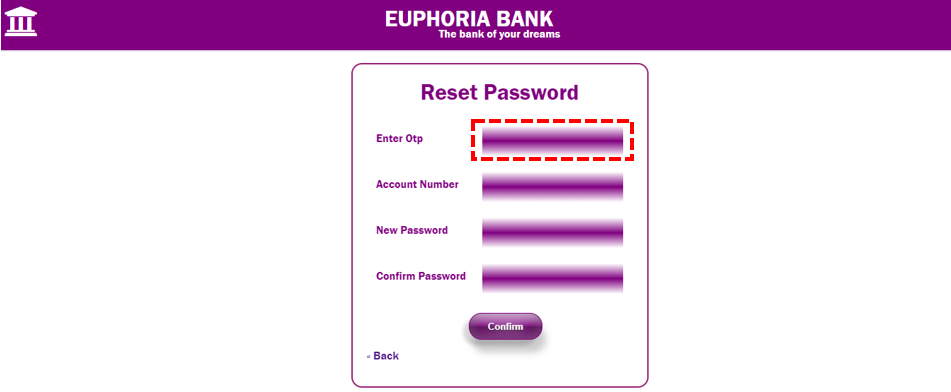 EUPHORIA BANK
The bank of your dreams
Reset Password
Enter Otp
Account Number
New Password
Confirm Password
Confirm
« Back